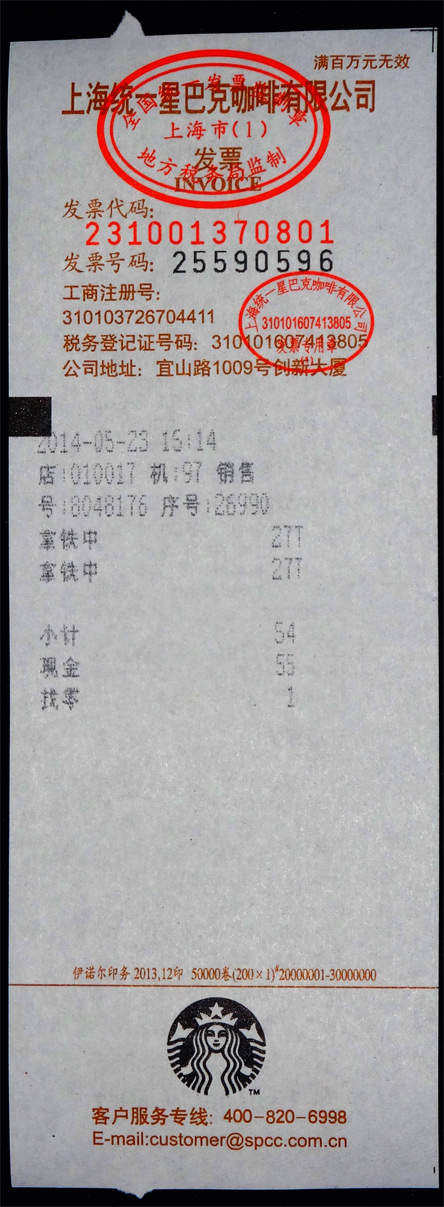 满百万元无效
上海统一星巴克咖啡有限公司
全国统一发票监制章
上海市(1)
地方税务局监制
发票
INVOICE
发票代码:
231001370801
发票号码: 25590596
工商注册号:
310103726704411
税务登记证号码: 310101607413805
公司地址: 宜山路1009号创新大厦
上海统一星巴克咖啡有限公司
310101607413805
发票专用章
(1)
2014-05-23 15:14
店:010017 机:97 销售
号:8048176 序号:26990
拿铁中 27T
拿铁中 27T
小计 54
现金 55
找零 1
伊诺尔印务 2013,12印 50000卷(200×1)#20000001-30000000
TM
客户服务专线: 400-820-6998
E-mail:customer@spcc.com.cn